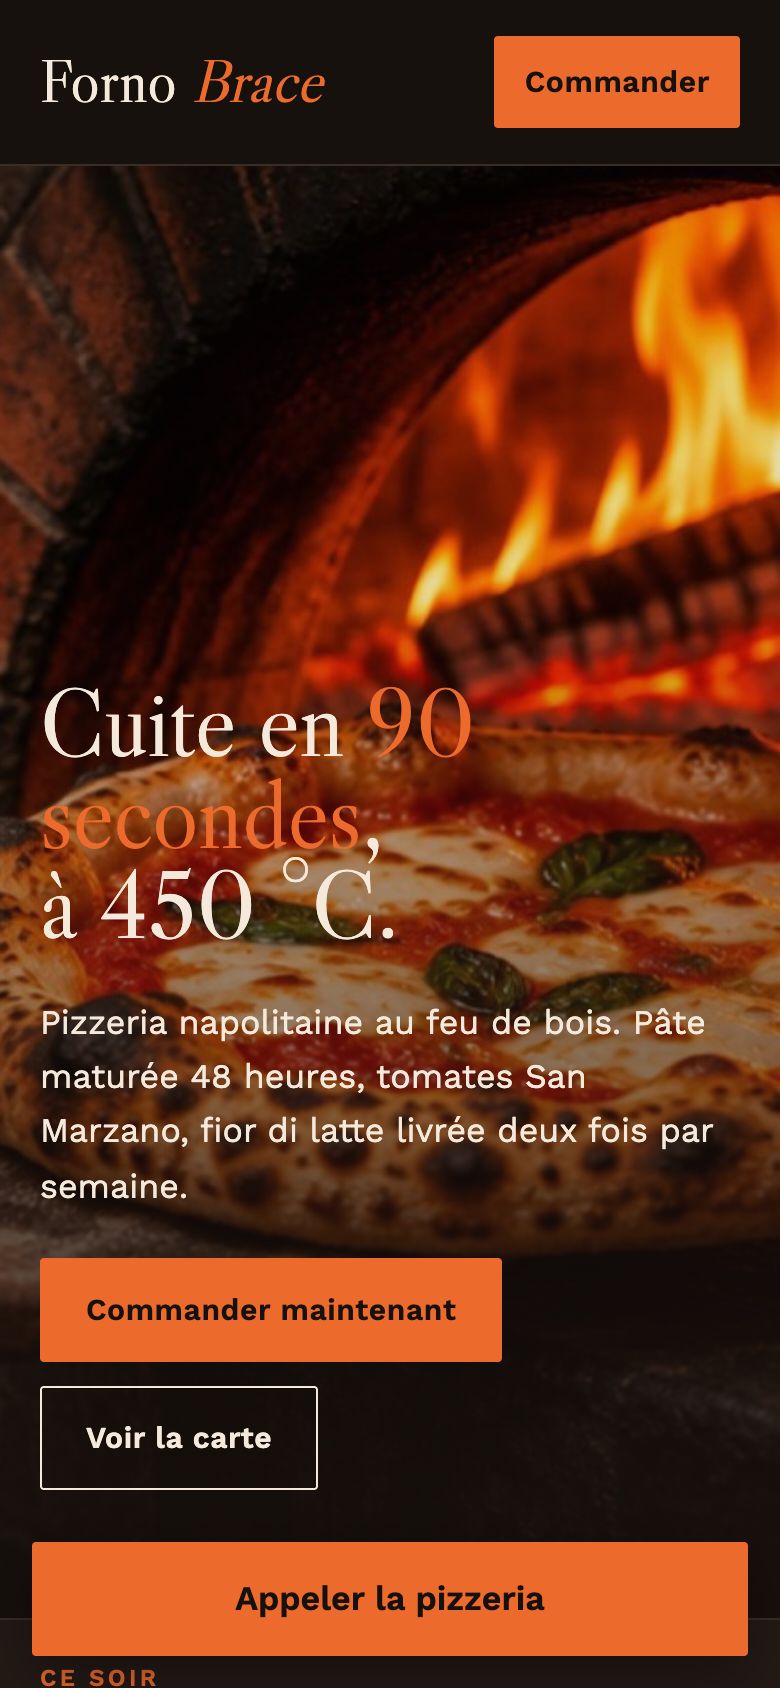 Forno Brace
Commander
Cuite en 90
secondes,
à 450 °C.
Pizzeria napolitaine au feu de bois. Pâte
maturée 48 heures, tomates San
Marzano, fior di latte livrée deux fois par
semaine.
Commander maintenant
Voir la carte
Appeler la pizzeria
CE SOIR